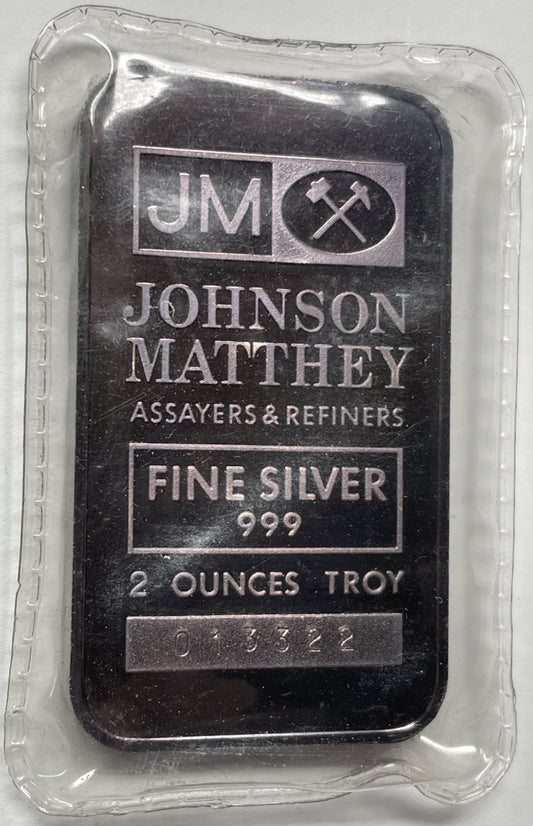 JM
JOHNSON
MATTHEY
ASSAYERS & REFINERS
FINE SILVER
999
2 OUNCES TROY
013322